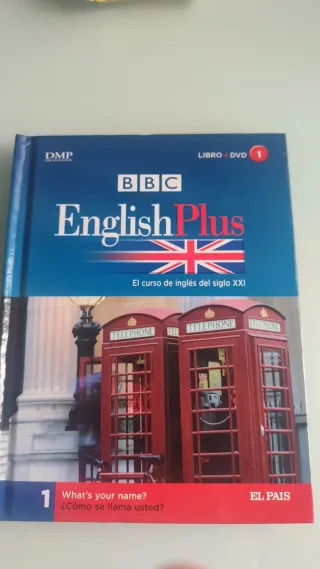 DMP
LIBRO + DVD 1
BBC
EnglishPlus
El curso de inglés del siglo XXI
TELEPHONE TELEPHONE
1 What's your name?
¿Cómo se llama usted?
EL PAIS